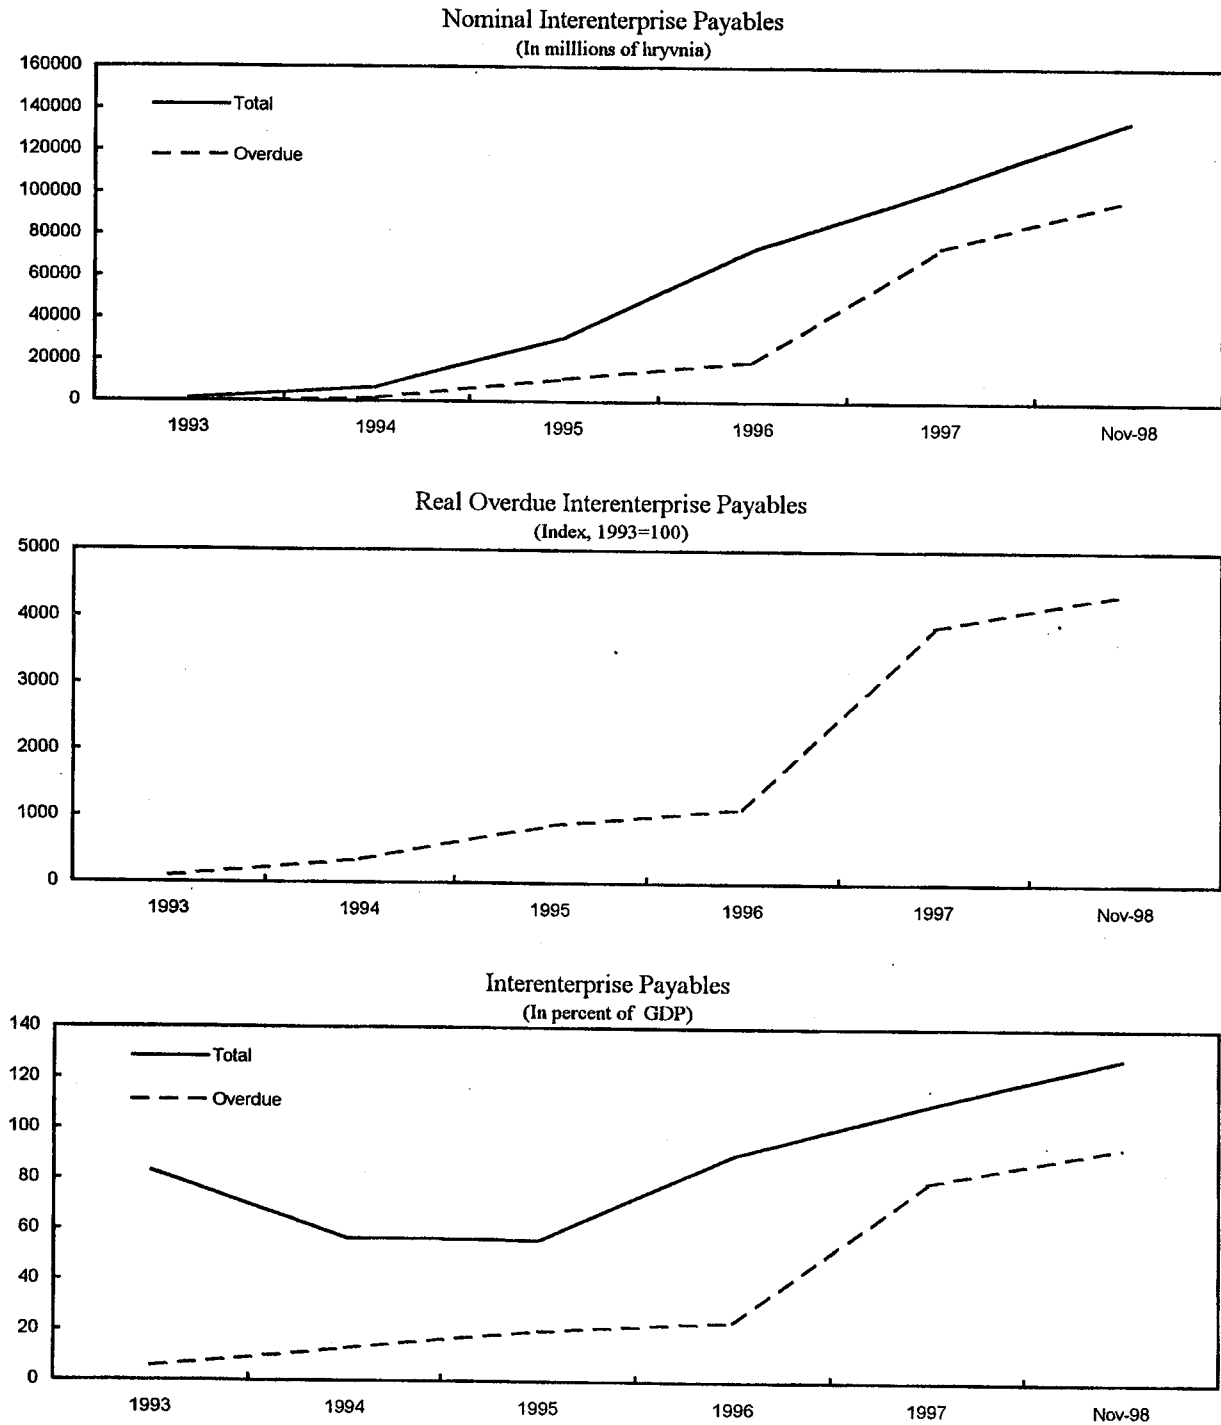 Nominal Interenterprise Payables
(In milllions of hryvnia)
160000
140000
120000
100000
80000
60000
40000
20000
0
Total
Overdue
1993 1994 1995 1996 1997 Nov-98
Real Overdue Interenterprise Payables
(Index, 1993=100)
5000
4000
3000
2000
1000
0
1993 1994 1995 1996 1997 Nov-98
Interenterprise Payables
(In percent of GDP)
140
120
100
80
60
40
20
0
Total
Overdue
1993 1994 1995 1996 1997 Nov-98